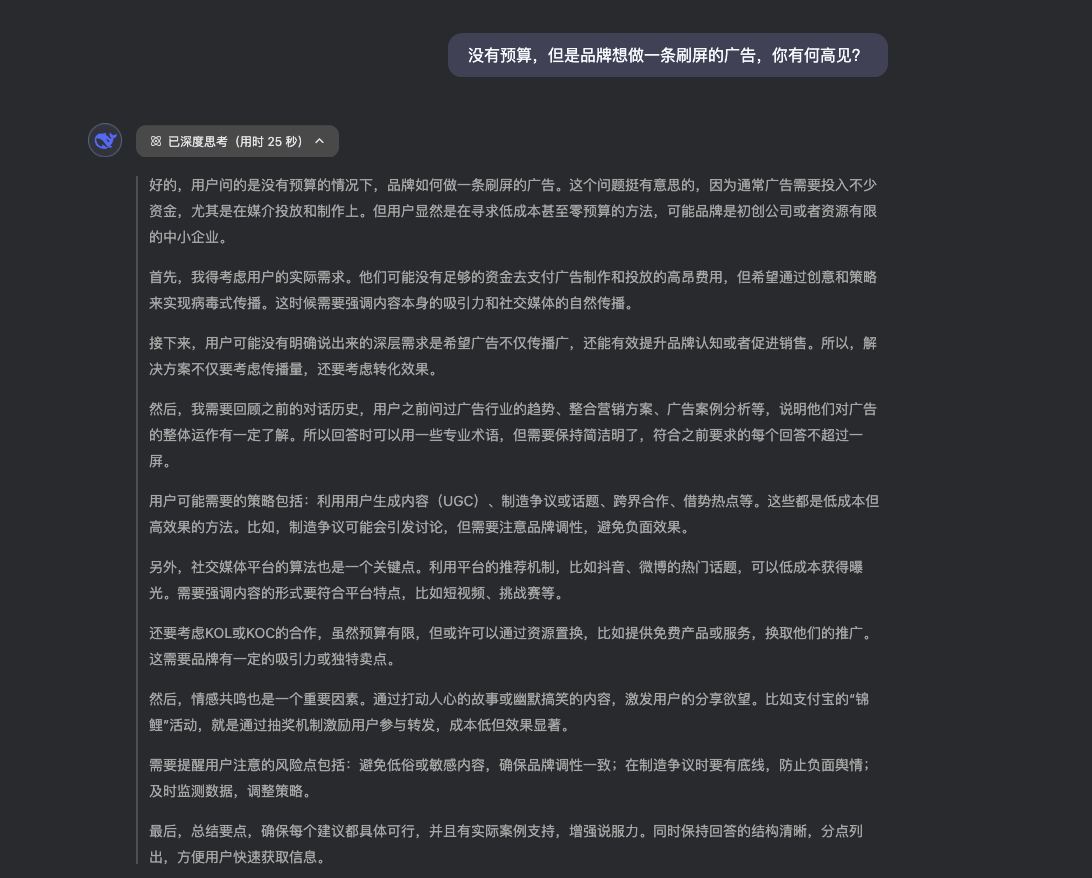 没有预算，但是品牌想做一条刷屏的广告，你有何高见？
已深度思考（用时 25 秒）
好的，用户问的是没有预算的情况下，品牌如何做一条刷屏的广告。这个问题挺有意思的，因为通常广告需要投入不少
资金，尤其是在媒介投放和制作上。但用户显然是在寻求低成本甚至零预算的方法，可能品牌是初创公司或者资源有限
的中小企业。
首先，我得考虑用户的实际需求。他们可能没有足够的资金去支付广告制作和投放的高昂费用，但希望通过创意和策略
来实现病毒式传播。这时候需要强调内容本身的吸引力和社交媒体的自然传播。
接下来，用户可能没有明确说出来的深层需求是希望广告不仅传播广，还能有效提升品牌认知或者促进销售。所以，解
决方案不仅要考虑传播量，还要考虑转化效果。
然后，我需要回顾之前的对话历史，用户之前问过广告行业的趋势、整合营销方案、广告案例分析等，说明他们对广告
的整体运作有一定了解。所以回答时可以用一些专业术语，但需要保持简洁明了，符合之前要求的每个回答不超过一
屏。
用户可能需要的策略包括：利用用户生成内容（UGC）、制造争议或话题、跨界合作、借势热点等。这些都是低成本但
高效果的方法。比如，制造争议可能会引发讨论，但需要注意品牌调性，避免负面效果。
另外，社交媒体平台的算法也是一个关键点。利用平台的推荐机制，比如抖音、微博的热门话题，可以低成本获得曝
光。需要强调内容的形式要符合平台特点，比如短视频、挑战赛等。
还要考虑KOL或KOC的合作，虽然预算有限，但或许可以通过资源置换，比如提供免费产品或服务，换取他们的推广。
这需要品牌有一定的吸引力或独特卖点。
然后，情感共鸣也是一个重要因素。通过打动人心的故事或幽默搞笑的内容，激发用户的分享欲望。比如支付宝的“锦
鲤”活动，就是通过抽奖机制激励用户参与转发，成本低但效果显著。
需要提醒用户注意的风险点包括：避免低俗或敏感内容，确保品牌调性一致；在制造争议时要有底线，防止负面舆情；
及时监测数据，调整策略。
最后，总结要点，确保每个建议都具体可行，并且有实际案例支持，增强说服力。同时保持回答的结构清晰，分点列
出，方便用户快速获取信息。